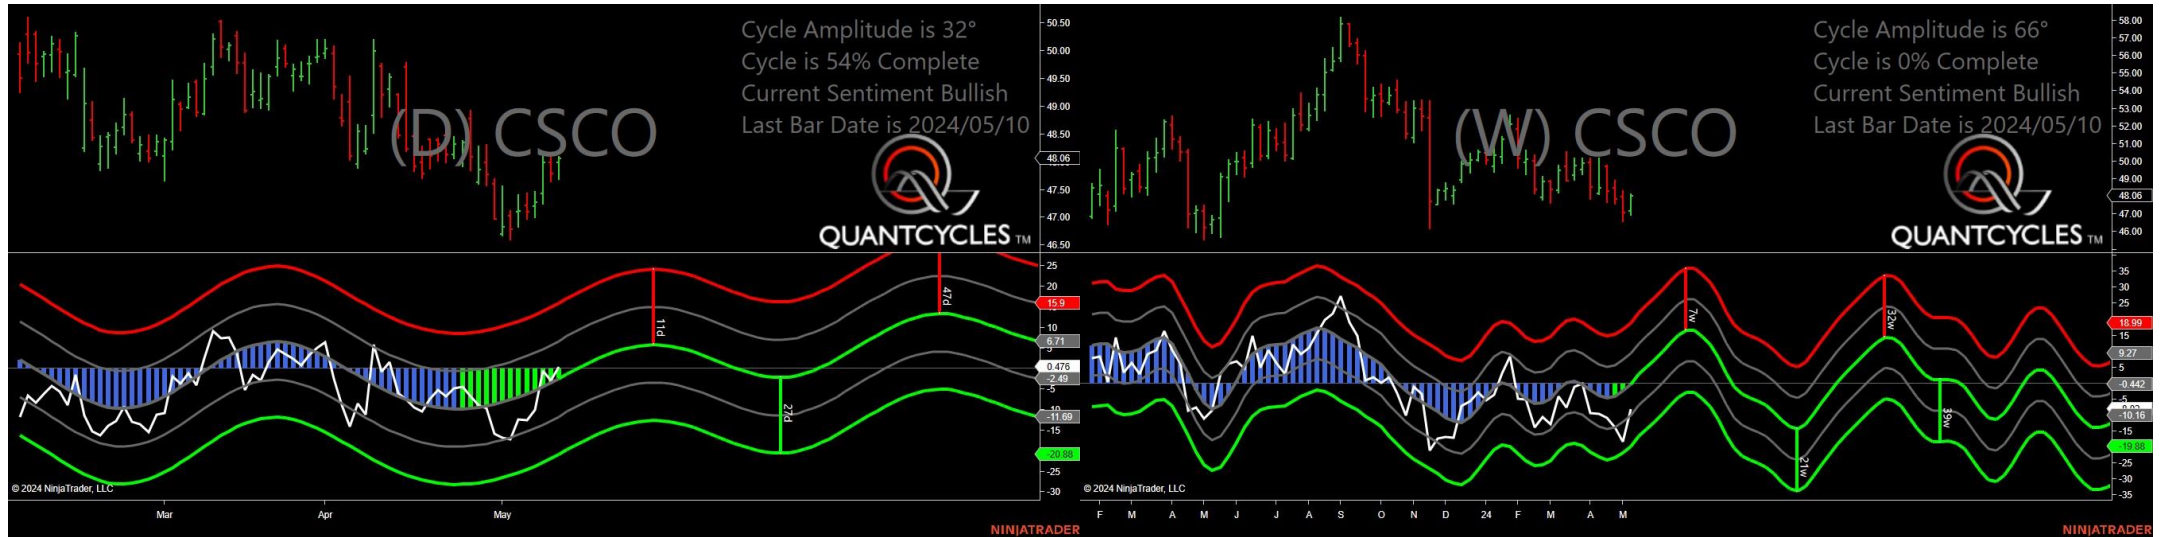 Cycle Amplitude is 32°
Cycle is 54% Complete
Current Sentiment Bullish
Last Bar Date is 2024/05/10
(D) CSCO
QUANTCYCLES TM
50.50
50.00
49.50
49.00
48.50
48.06
47.50
47.00
46.50
25
20
15.9
10
6.71
5
0.476
-2.49
-5
-11.69
-15
-20.88
-25
-30
11d
27d
47d
© 2024 NinjaTrader, LLC
Mar Apr May
NINJATRADER
Cycle Amplitude is 66°
Cycle is 0% Complete
Current Sentiment Bullish
Last Bar Date is 2024/05/10
(W) CSCO
QUANTCYCLES TM
58.00
57.00
56.00
55.00
54.00
53.00
52.00
51.00
50.00
49.00
48.06
47.00
46.00
35
30
25
18.99
15
9.27
5
-0.442
-5
-10.16
-15
-19.88
-25
-30
-35
7w
21w
32w
39w
© 2024 NinjaTrader, LLC
F M A M J J A S O N D 24 F M A M
NINJATRADER